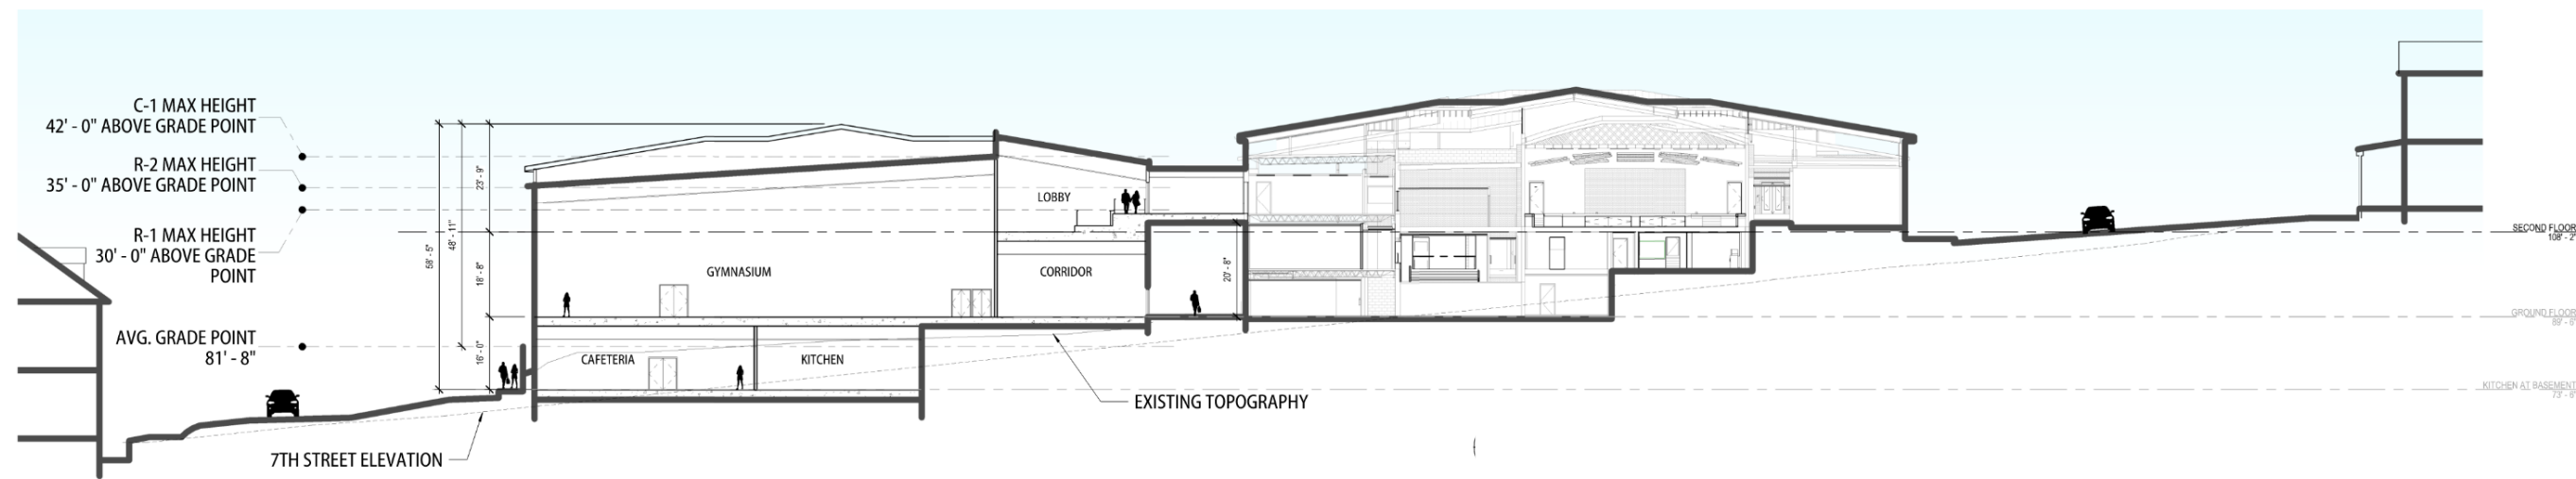 C-1 MAX HEIGHT
42' - 0" ABOVE GRADE POINT
R-2 MAX HEIGHT
35' - 0" ABOVE GRADE POINT
R-1 MAX HEIGHT
30' - 0" ABOVE GRADE
POINT
AVG. GRADE POINT
81' - 8"
7TH STREET ELEVATION
58' - 5"
48' - 11"
23' - 9"
18' - 8"
16' - 0"
GYMNASIUM
CAFETERIA
KITCHEN
LOBBY
CORRIDOR
20' - 8"
EXISTING TOPOGRAPHY
SECOND FLOOR
108' - 2"
GROUND FLOOR
89' - 6"
KITCHEN AT BASEMENT
73' - 6"